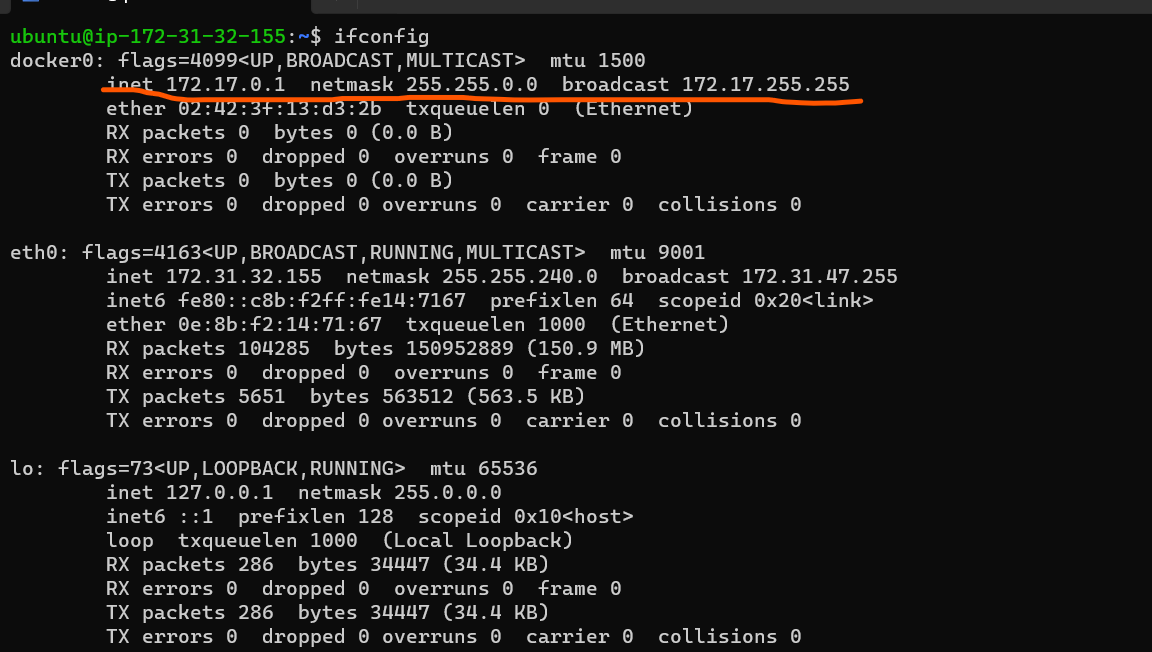 ubuntu@ip-172-31-32-155:~$ ifconfig
docker0: flags=4099<UP,BROADCAST,MULTICAST>  mtu 1500
        inet 172.17.0.1  netmask 255.255.0.0  broadcast 172.17.255.255
        ether 02:42:3f:13:d3:2b  txqueuelen 0  (Ethernet)
        RX packets 0  bytes 0 (0.0 B)
        RX errors 0  dropped 0  overruns 0  frame 0
        TX packets 0  bytes 0 (0.0 B)
        TX errors 0  dropped 0 overruns 0  carrier 0  collisions 0

eth0: flags=4163<UP,BROADCAST,RUNNING,MULTICAST>  mtu 9001
        inet 172.31.32.155  netmask 255.255.240.0  broadcast 172.31.47.255
        inet6 fe80::c8b:f2ff:fe14:7167  prefixlen 64  scopeid 0x20<link>
        ether 0e:8b:f2:14:71:67  txqueuelen 1000  (Ethernet)
        RX packets 104285  bytes 150952889 (150.9 MB)
        RX errors 0  dropped 0  overruns 0  frame 0
        TX packets 5651  bytes 563512 (563.5 KB)
        TX errors 0  dropped 0 overruns 0  carrier 0  collisions 0

lo: flags=73<UP,LOOPBACK,RUNNING>  mtu 65536
        inet 127.0.0.1  netmask 255.0.0.0
        inet6 ::1  prefixlen 128  scopeid 0x10<host>
        loop  txqueuelen 1000  (Local Loopback)
        RX packets 286  bytes 34447 (34.4 KB)
        RX errors 0  dropped 0  overruns 0  frame 0
        TX packets 286  bytes 34447 (34.4 KB)
        TX errors 0  dropped 0 overruns 0  carrier 0  collisions 0